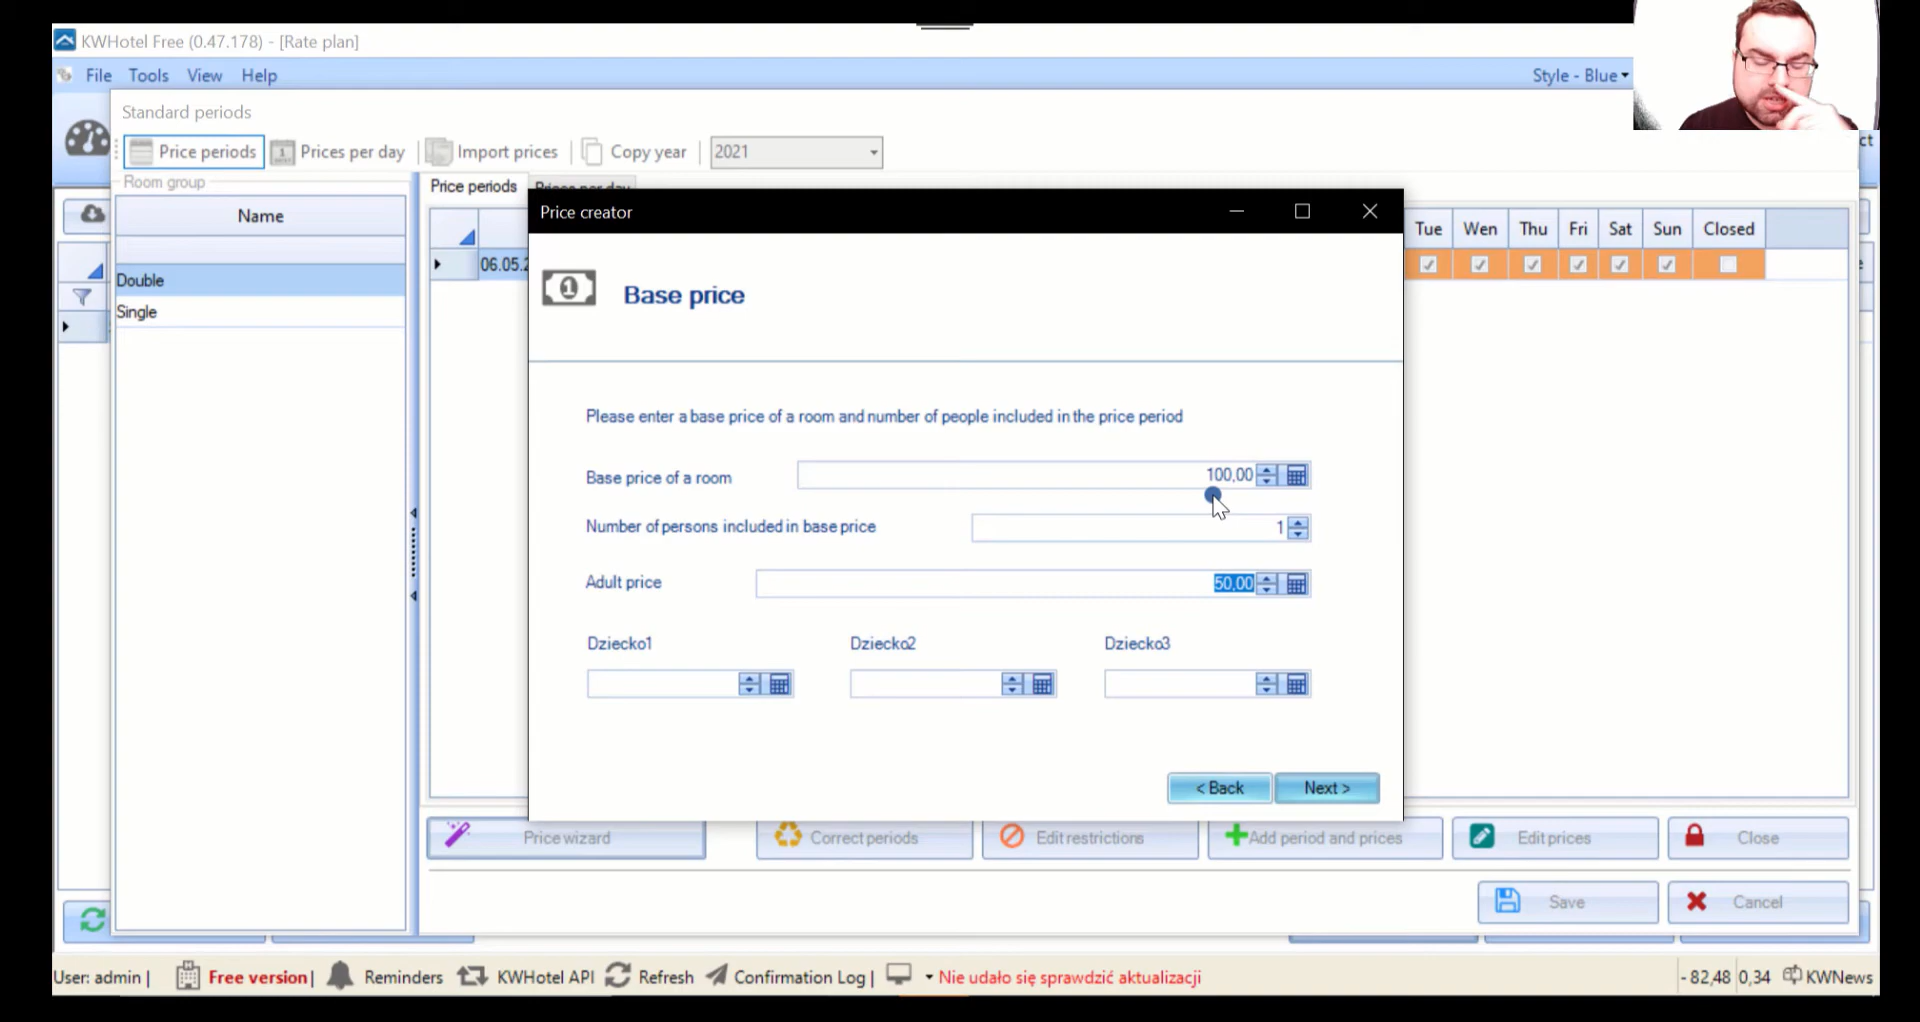 KWHotel Free (0.47.178) - [Rate plan]
File Tools View Help
Style - Blue
Standard periods
Price periods Prices per day Import prices Copy year 2021
Room group
Name
Double
Single
Price periods
Price creator
Tue Wen Thu Fri Sat Sun Closed
06.05.2
Base price
Please enter a base price of a room and number of people included in the price period
Base price of a room 100,00
Number of persons included in base price 1
Adult price 50,00
Dziecko1 Dziecko2 Dziecko3
< Back Next >
Price wizard Correct periods Edit restrictions Add period and prices Edit prices Close
Save Cancel
User: admin | Free version | Reminders KWHotel API Refresh Confirmation Log | Nie udało się sprawdzić aktualizacji - 82,48 0,34 KWNews